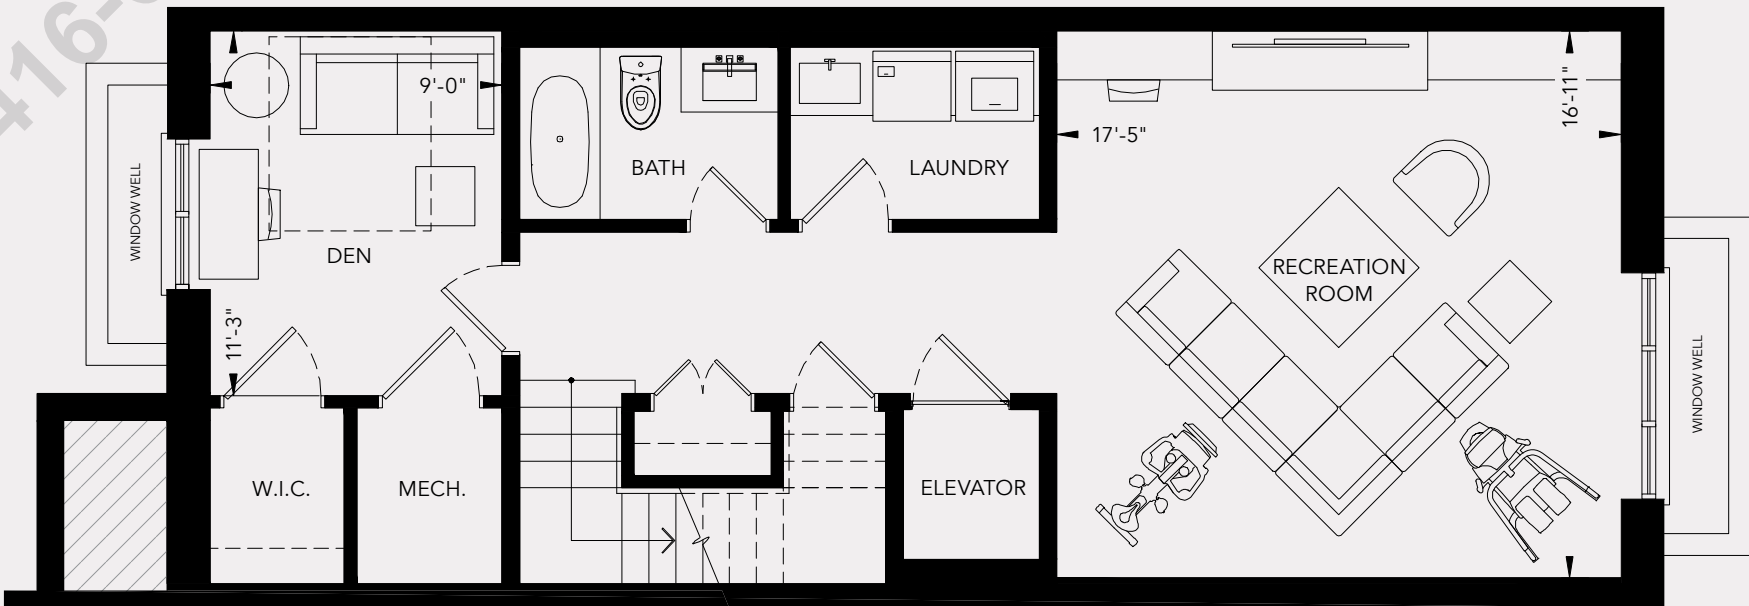 416-
9'-0"
16'-11"
17'-5"
WINDOW WELL
BATH
LAUNDRY
DEN
RECREATION
ROOM
11'-3"
WINDOW WELL
W.I.C.
MECH.
ELEVATOR